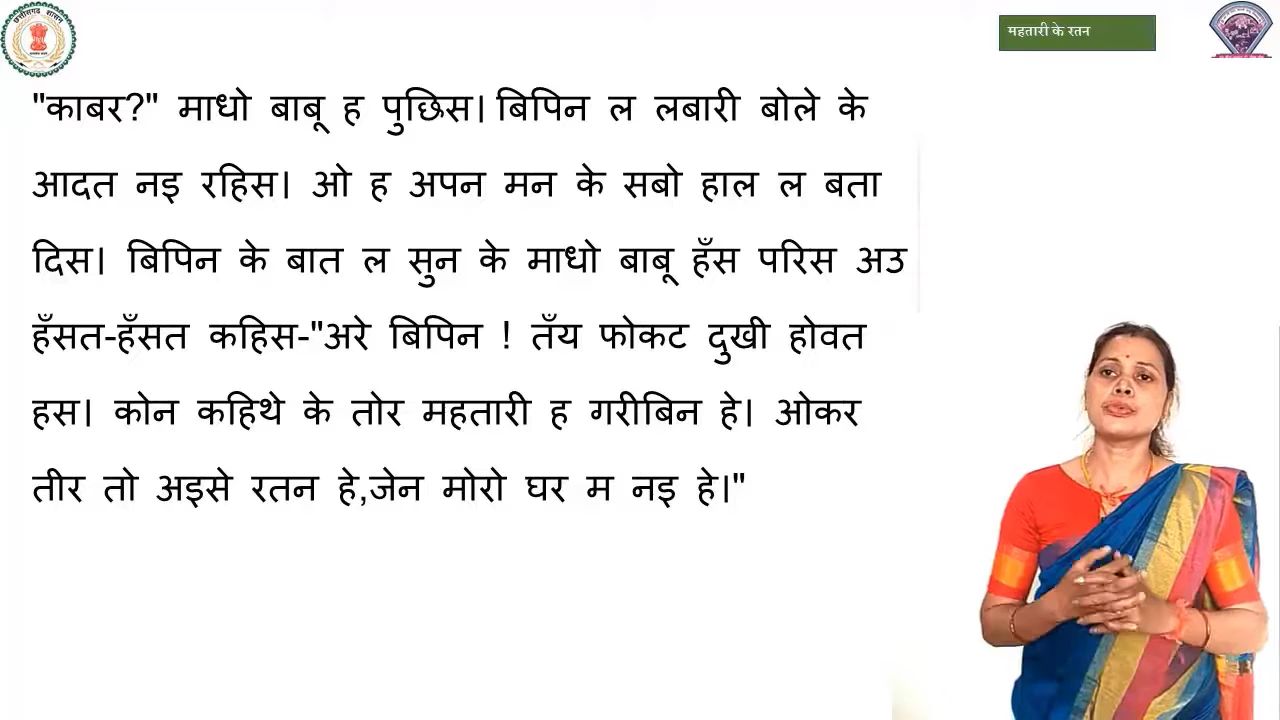 महतारी के रतन
"काबर?" माधो बाबू ह पुछिस। बिपिन ल लबारी बोले के
आदत नइ रहिस। ओ ह अपन मन के सबो हाल ल बता
दिस। बिपिन के बात ल सुन के माधो बाबू हँस परिस अउ
हँसत-हँसत कहिस-"अरे बिपिन ! तँय फोकट दुखी होवत
हस। कोन कहिथे के तोर महतारी ह गरीबिन हे। ओकर
तीर तो अइसे रतन हे,जेन मोरो घर म नइ हे।"